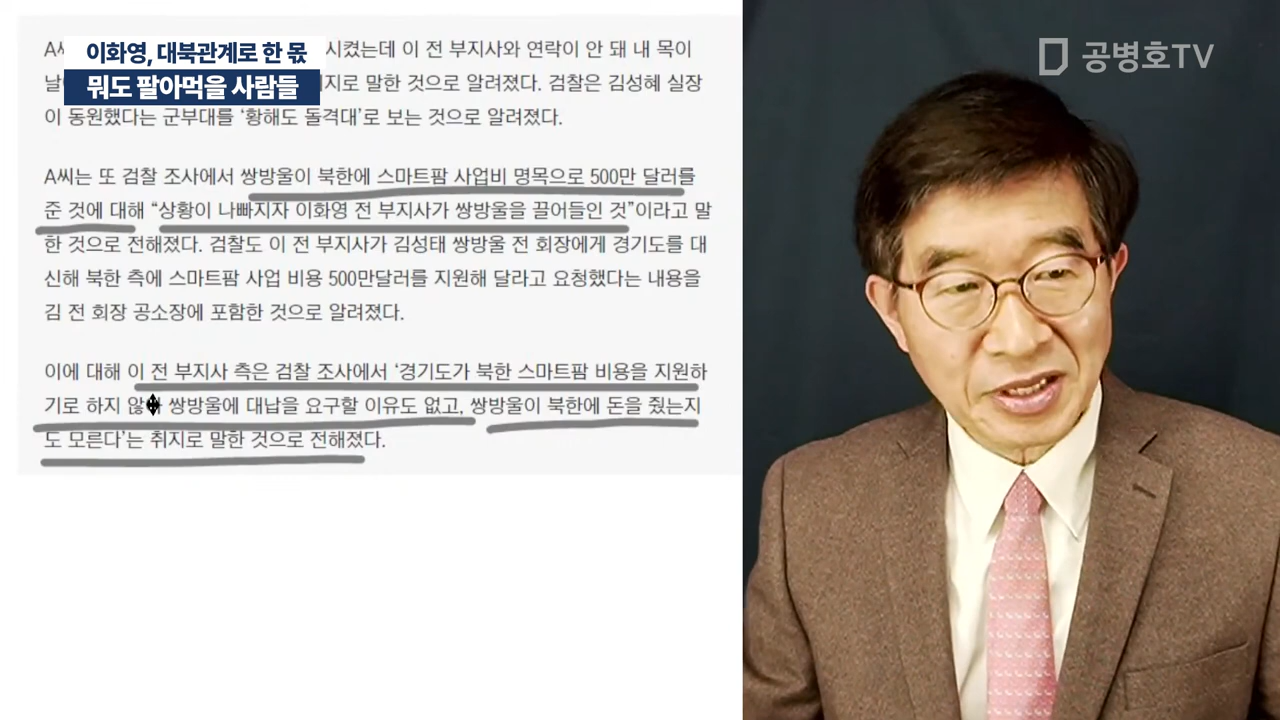 이화영, 대북관계로 한 몫
뭐도 팔아먹을 사람들
공병호TV
시켰는데 이 전 부지사와 연락이 안 돼 내 목이
지로 말한 것으로 알려졌다. 검찰은 김성혜 실장
이 동원했다는 군부대를 ‘황해도 돌격대’로 보는 것으로 알려졌다.
A씨는 또 검찰 조사에서 쌍방울이 북한에 스마트팜 사업비 명목으로 500만 달러를
준 것에 대해 “상황이 나빠지자 이화영 전 부지사가 쌍방울을 끌어들인 것”이라고 말
한 것으로 전해졌다. 검찰도 이 전 부지사가 김성태 쌍방울 전 회장에게 경기도를 대
신해 북한 측에 스마트팜 사업 비용 500만달러를 지원해 달라고 요청했다는 내용을
김 전 회장 공소장에 포함한 것으로 알려졌다.
이에 대해 이 전 부지사 측은 검찰 조사에서 ‘경기도가 북한 스마트팜 비용을 지원하
기로 하지 않 쌍방울에 대납을 요구할 이유도 없고, 쌍방울이 북한에 돈을 줬는지
도 모른다’는 취지로 말한 것으로 전해졌다.